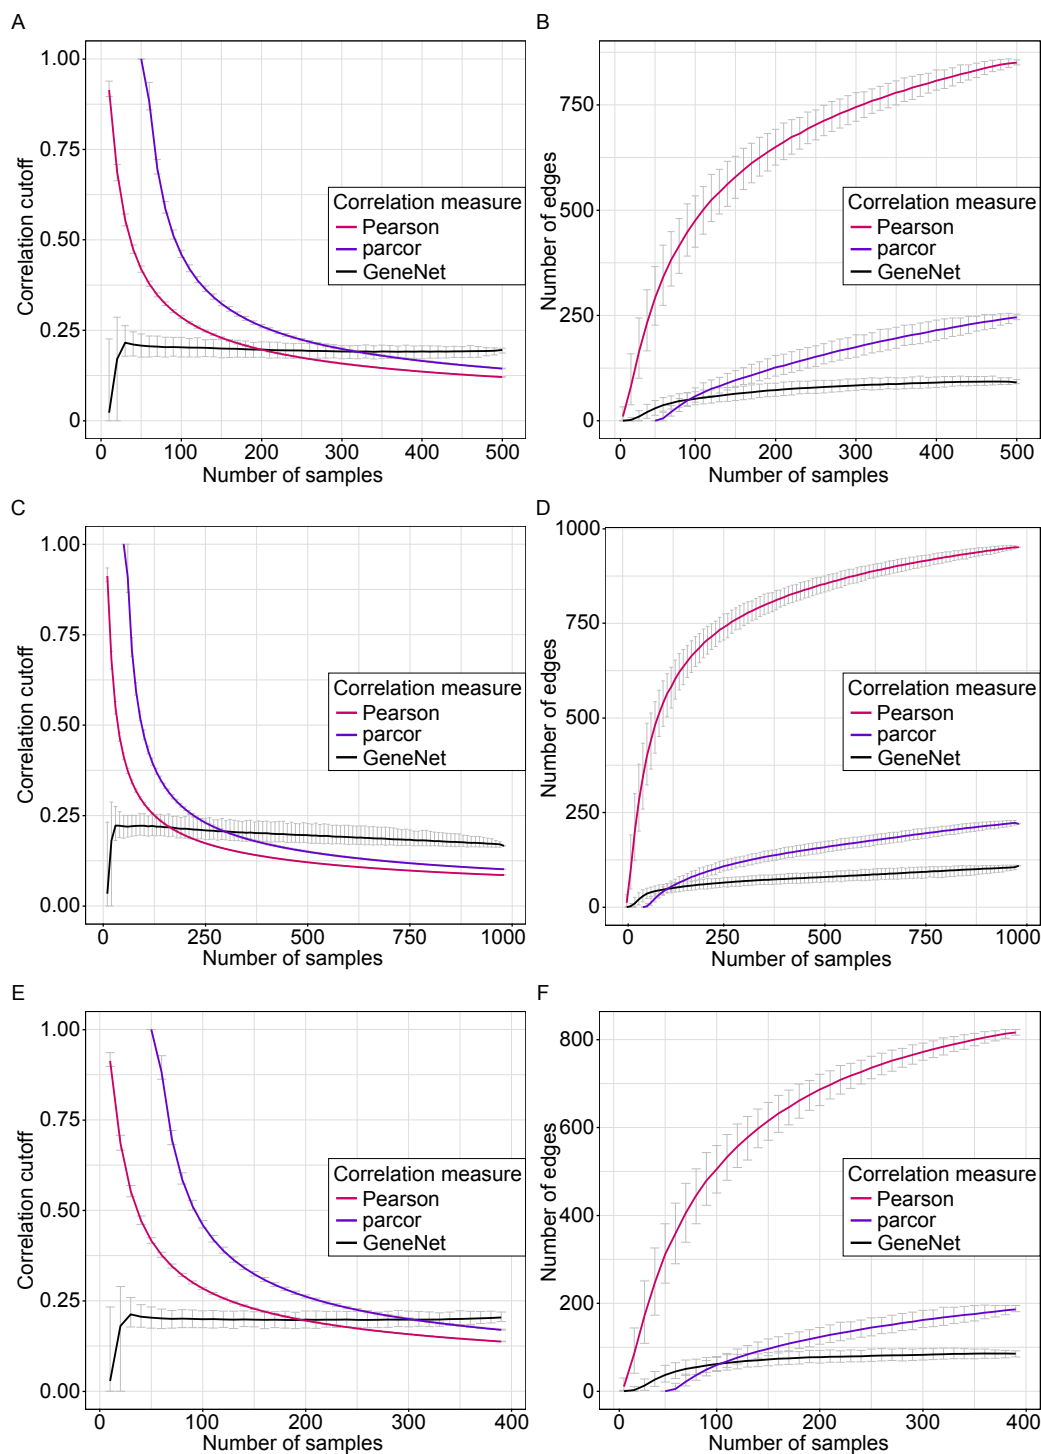 A
Correlation cutoff
1.00
0.75
0.50
0.25
0
Correlation measure
Pearson
parcor
GeneNet
0 100 200 300 400 500
Number of samples
B
Number of edges
750
500
250
0
Correlation measure
Pearson
parcor
GeneNet
0 100 200 300 400 500
Number of samples
C
Correlation cutoff
1.00
0.75
0.50
0.25
0.00
Correlation measure
Pearson
parcor
GeneNet
0 250 500 750 1000
Number of samples
D
Number of edges
1000
750
500
250
0
Correlation measure
Pearson
parcor
GeneNet
0 250 500 750 1000
Number of samples
E
Correlation cutoff
1.00
0.75
0.50
0.25
0.00
Correlation measure
Pearson
parcor
GeneNet
0 100 200 300 400
Number of samples
F
Number of edges
800
600
400
200
0
Correlation measure
Pearson
parcor
GeneNet
0 100 200 300 400
Number of samples